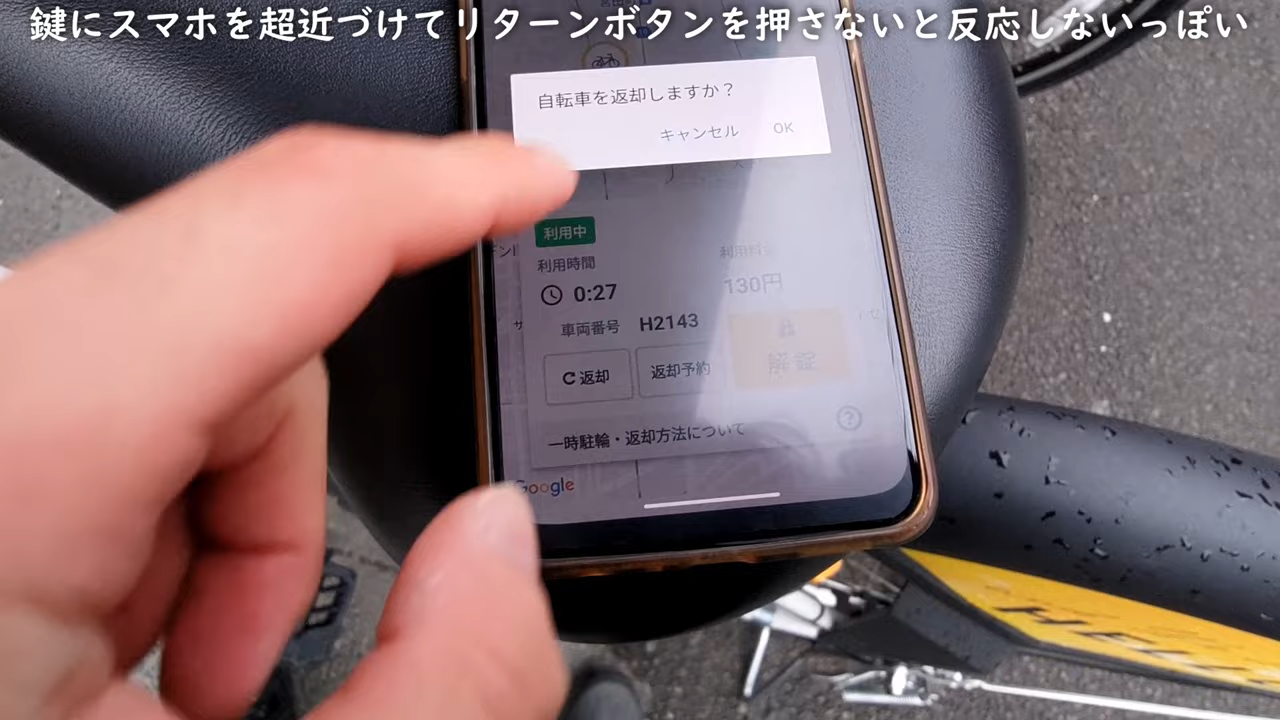 鍵にスマホを超近づけてリターンボタンを押さないと反応しないっぽい
自転車を返却しますか？
キャンセル OK
利用中
利用時間 利用料金
0:27 130円
車両番号 H2143
解錠
返却 返却予約
一時駐輪・返却方法について
Google
HELL